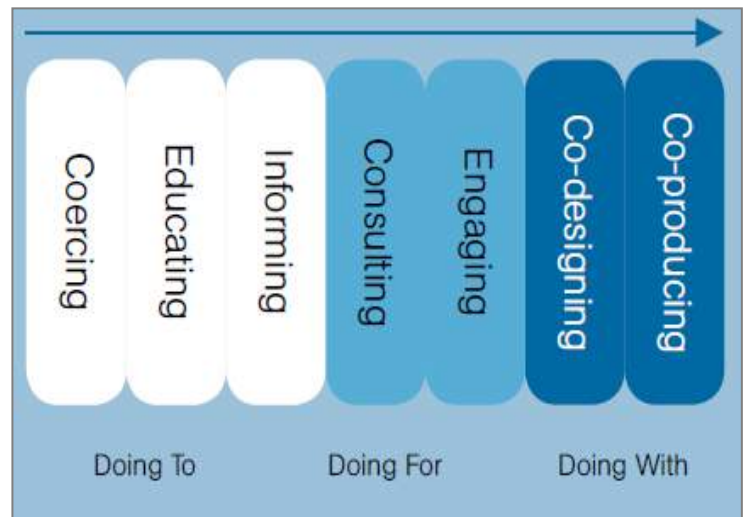 Coercing
Educating
Informing
Consulting
Engaging
Co-designing
Co-producing
Doing To
Doing For
Doing With